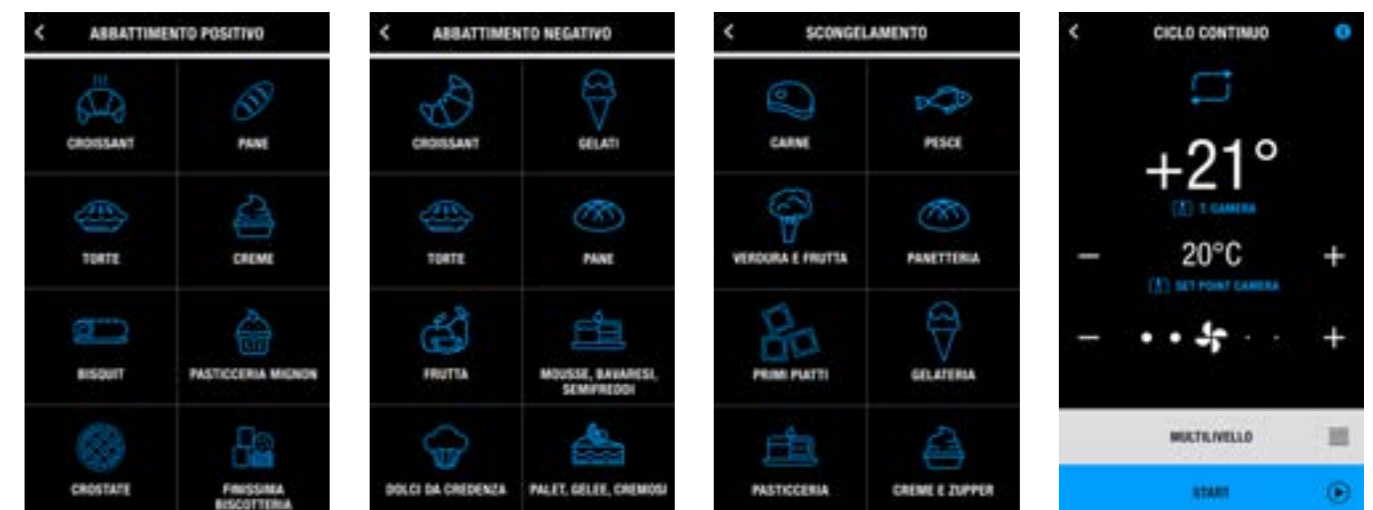 ABBATTIMENTO POSITIVO
CROISSANT
PANE
TORTE
CREME
BISQUIT
PASTICCERIA MIGNON
CROSTATE
FINISSIMA
BISCOTTERIA
ABBATTIMENTO NEGATIVO
CROISSANT
GELATI
TORTE
PANE
FRUTTA
MOUSSE, BAVARESI,
SEMIFREDDI
DOLCI DA CREDENZA
PALET, GELEE, CREMOSI
SCONGELAMENTO
CARNE
PESCE
VERDURA E FRUTTA
PANETTERIA
PRIMI PIATTI
GELATERIA
PASTICCERIA
CREME E ZUPPER
CICLO CONTINUO
+21°
T. CAMERA
20°C
SET POINT CAMERA
MULTILIVELLO
START